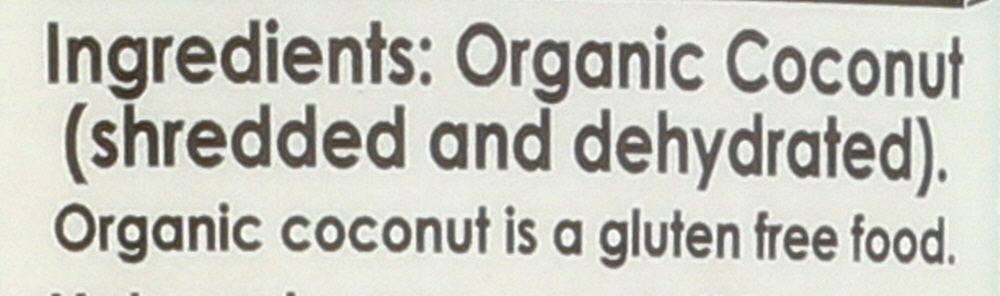 Ingredients: Organic Coconut
(shredded and dehydrated).
Organic coconut is a gluten free food.